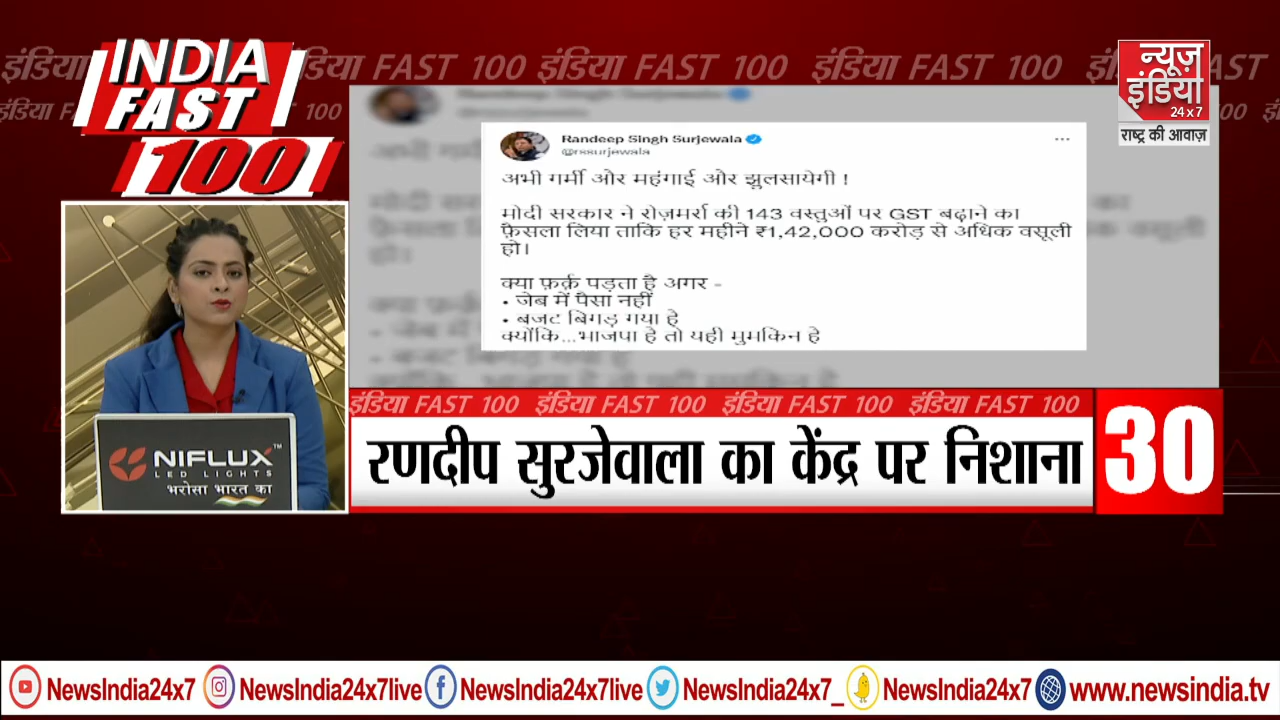 इंडिया FAST 100 इंडिया FAST 100 इंडिया FAST 100
INDIA
FAST
100
न्यूज़
इंडिया
24x7
राष्ट्र की आवाज़
Randeep Singh Surjewala
@rssurjewala
अभी गर्मी और महंगाई और झुलसायेगी !
मोदी सरकार ने रोज़मर्रा की 143 वस्तुओं पर GST बढ़ाने का
फ़ैसला लिया ताकि हर महीने ₹1,42,000 करोड़ से अधिक वसूली
हो।
क्या फ़र्क़ पड़ता है अगर -
• जेब में पैसा नहीं
• बजट बिगड़ गया है
क्योंकि...भाजपा है तो यही मुमकिन है
NIFLUX™
LED LIGHTS
भरोसा भारत का
इंडिया FAST 100 इंडिया FAST 100 इंडिया FAST 100 इंडिया FAST 100
रणदीप सुरजेवाला का केंद्र पर निशाना
30
NewsIndia24x7
NewsIndia24x7live
NewsIndia24x7live
NewsIndia24x7_
NewsIndia24x7
www.newsindia.tv